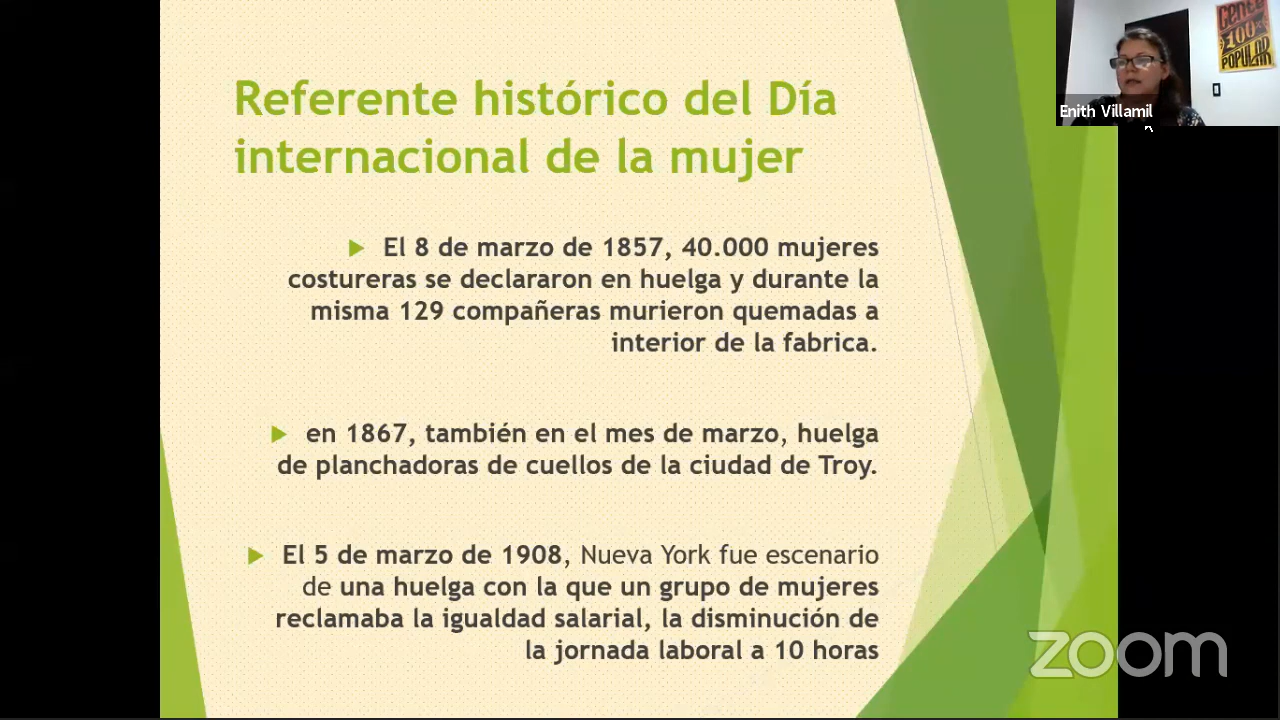 Referente histórico del Día
internacional de la mujer
El 8 de marzo de 1857, 40.000 mujeres
costureras se declararon en huelga y durante la
misma 129 compañeras murieron quemadas a
interior de la fabrica.
en 1867, también en el mes de marzo, huelga
de planchadoras de cuellos de la ciudad de Troy.
El 5 de marzo de 1908, Nueva York fue escenario
de una huelga con la que un grupo de mujeres
reclamaba la igualdad salarial, la disminución de
la jornada laboral a 10 horas
Gente
100%
POPULAR
Enith Villamil
zoom